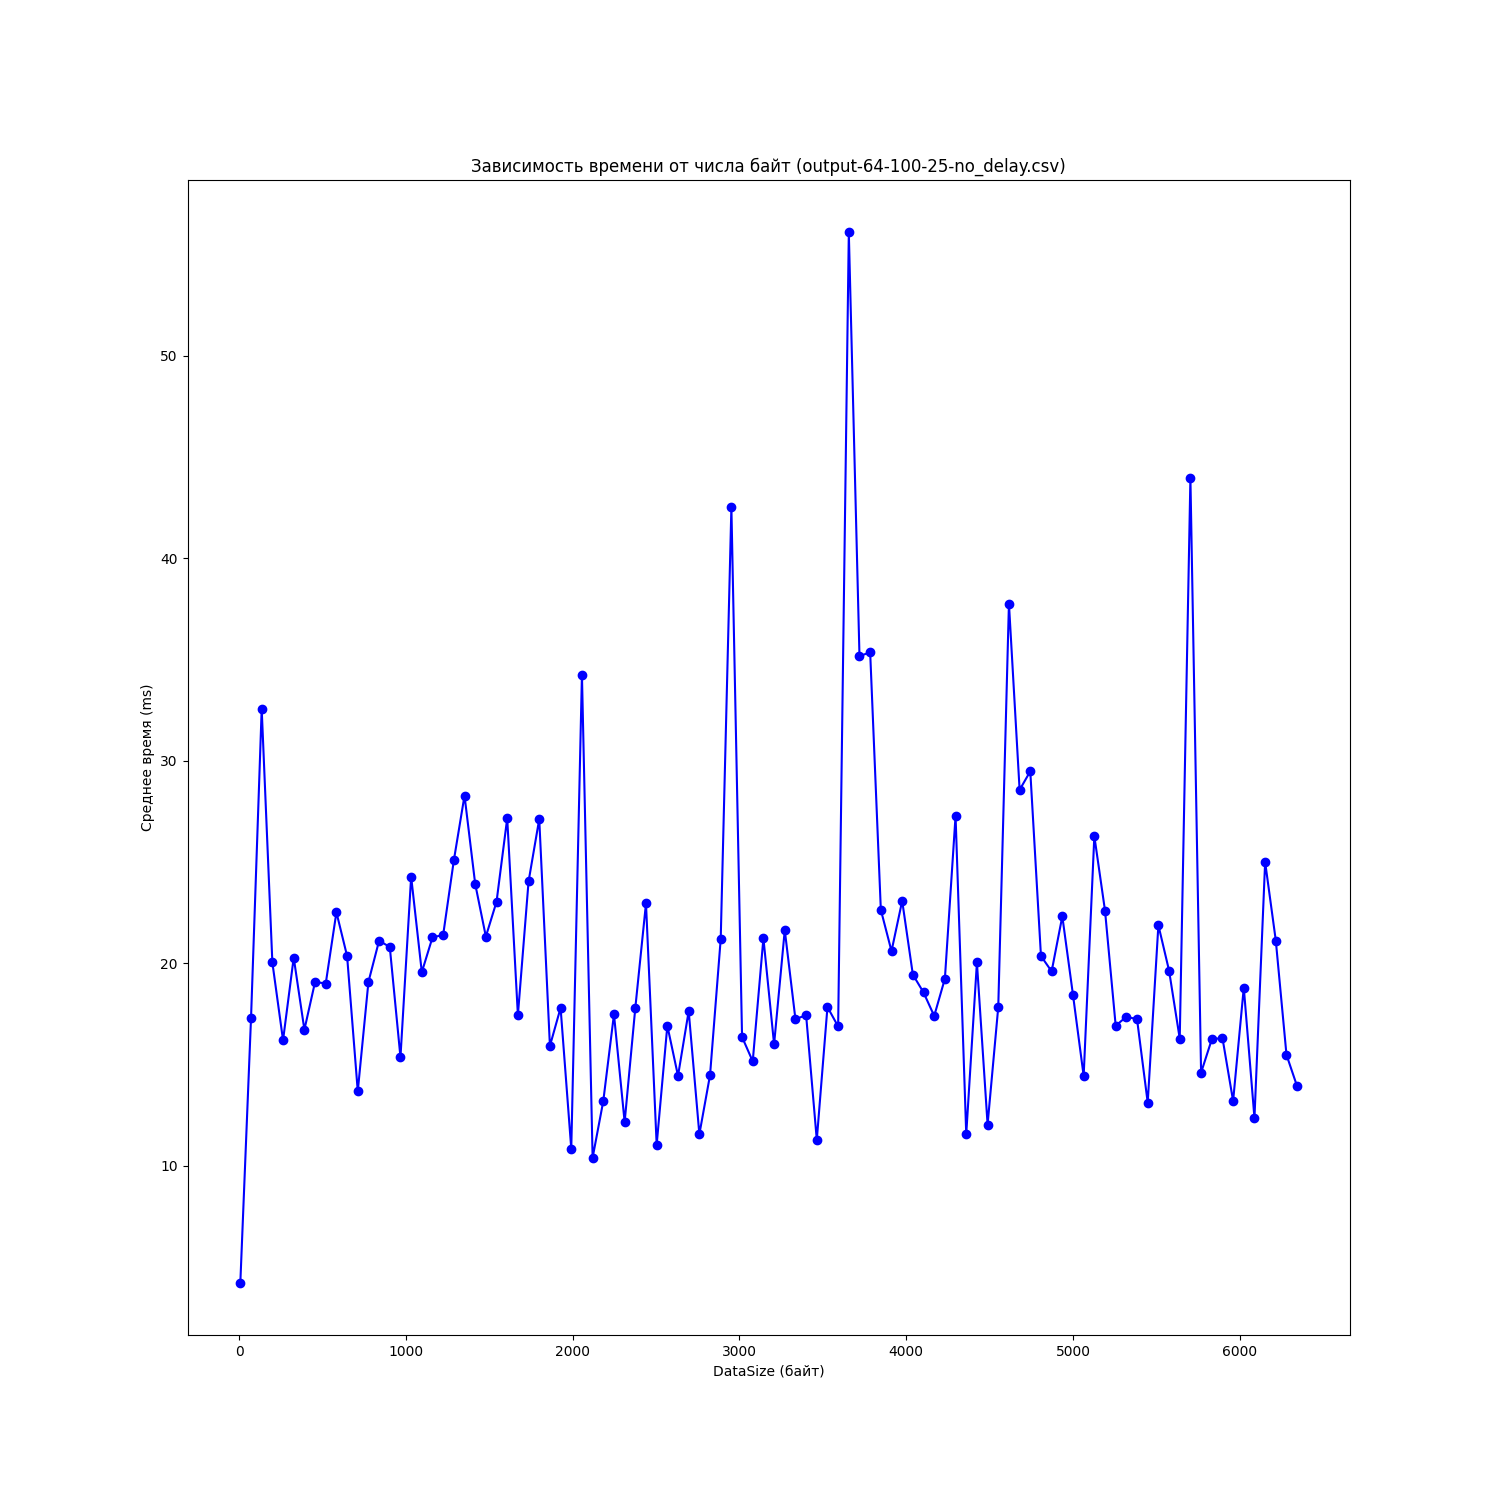 Зависимость времени от числа байт (output-64-100-25-no_delay.csv)
50
40
30
20
10
Среднее время (ms)
0 1000 2000 3000 4000 5000 6000
DataSize (байт)